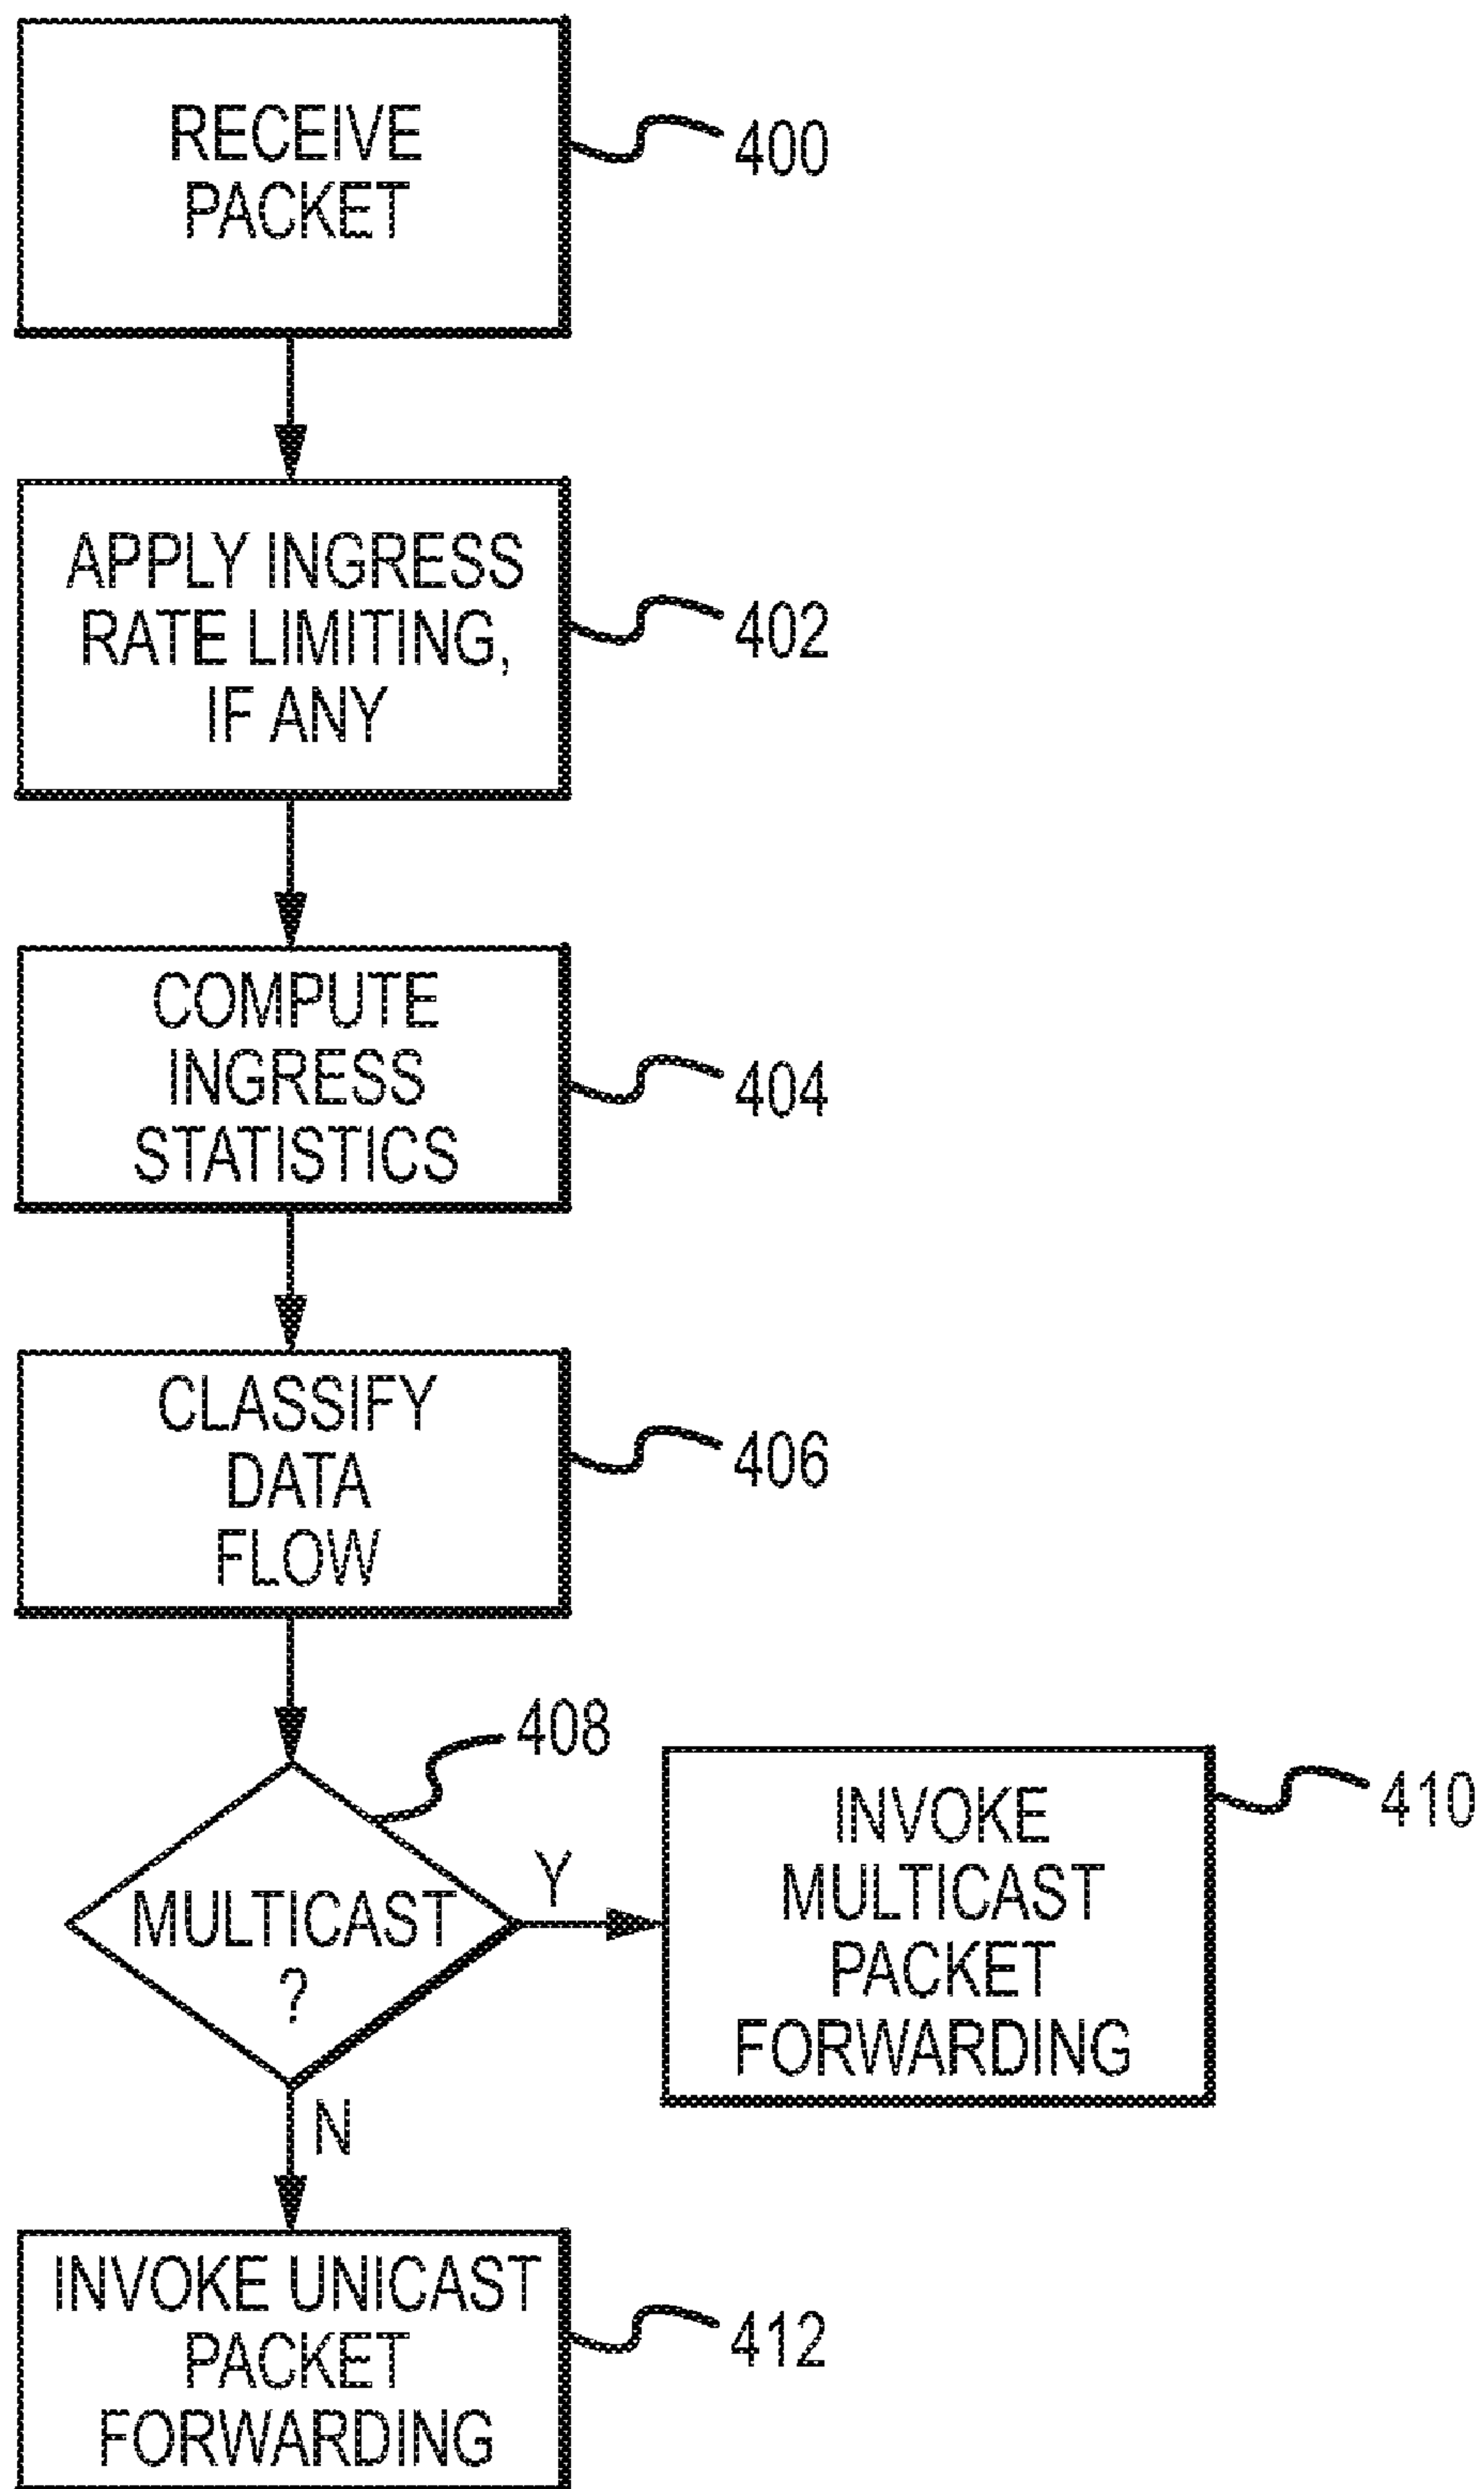 RECEIVE
PACKET
400
APPLY INGRESS
RATE LIMITING,
IF ANY
402
COMPUTE
INGRESS
STATISTICS
404
CLASSIFY
DATA
FLOW
406
408
MULTICAST
?
Y
INVOKE
MULTICAST
PACKET
FORWARDING
410
N
INVOKE UNICAST
PACKET
FORWARDING
412